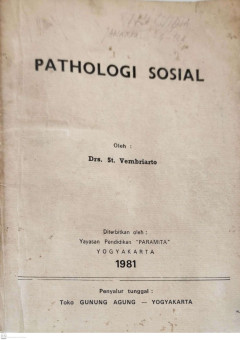 PATHOLOGI SOSIAL
Oleh :
Drs. St. Vembriarto
Diterbitkan oleh :
Yayasan Pendidikan "PARAMITA"
YOGYAKARTA
1981
Penyalur tunggal :
Toko GUNUNG AGUNG — YOGYAKARTA